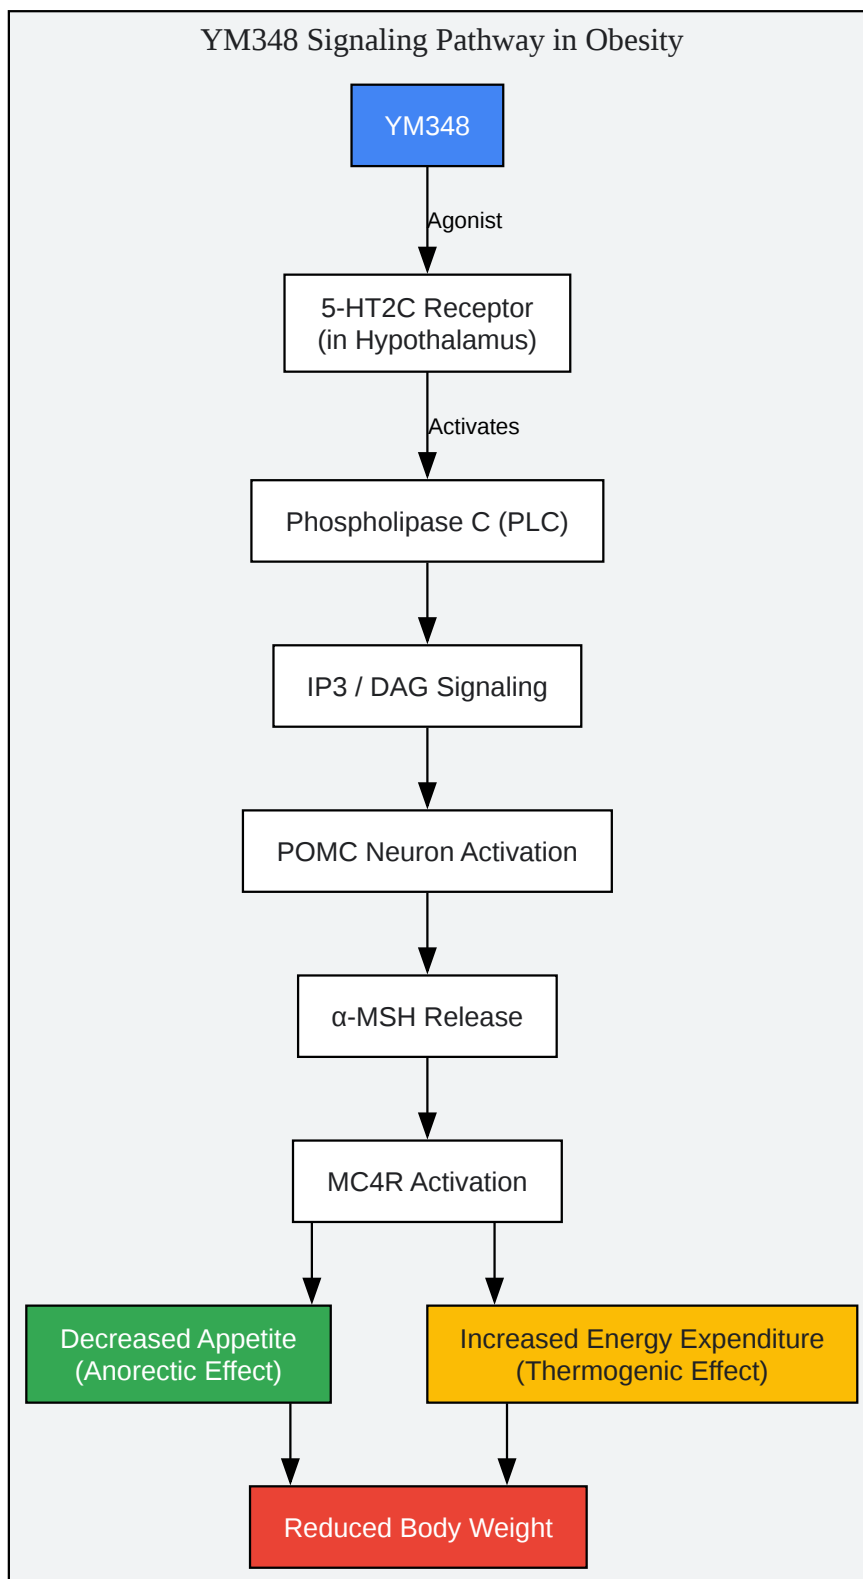 YM348 Signaling Pathway in Obesity
YM348
Agonist
5-HT2C Receptor
(in Hypothalamus)
Activates
Phospholipase C (PLC)
IP3 / DAG Signaling
POMC Neuron Activation
α-MSH Release
MC4R Activation
Decreased Appetite
(Anorectic Effect)
Increased Energy Expenditure
(Thermogenic Effect)
Reduced Body Weight